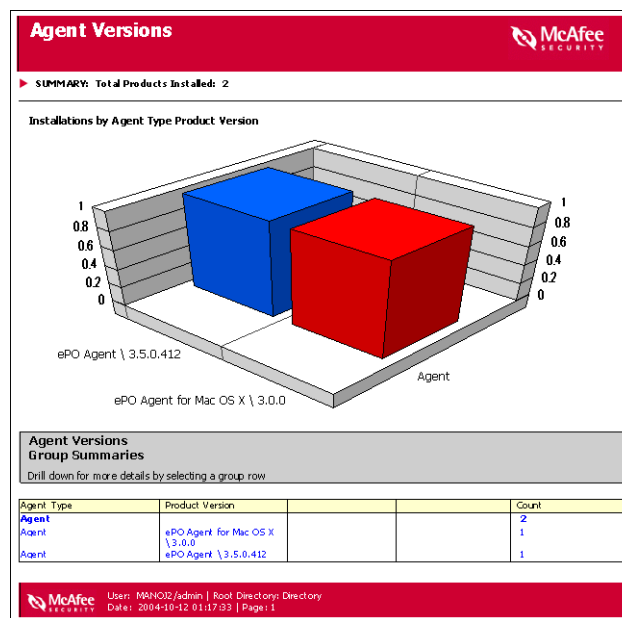 Agent Versions
McAfee
SECURITY
SUMMARY: Total Products Installed: 2
Installations by Agent Type Product Version
1
0.8
0.6
0.4
0.2
0
1
0.8
0.6
0.4
0.2
0
ePO Agent \ 3.5.0.412
ePO Agent for Mac OS X \ 3.0.0
Agent
Agent Versions
Group Summaries
Drill down for more details by selecting a group row
Agent Type Product Version Count
Agent 2
Agent ePO Agent for Mac OS X 1
\ 3.0.0
Agent ePO Agent \ 3.5.0.412 1
McAfee
SECURITY
User: MANOJ2/admin | Root Directory: Directory
Date: 2004-10-12 01:17:33 | Page: 1